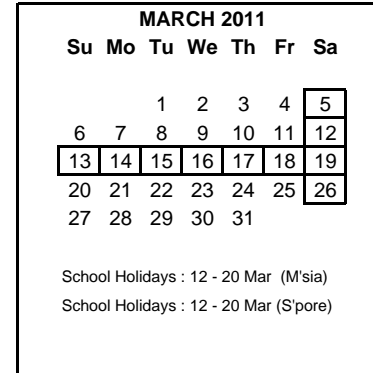 MARCH 2011
Su Mo Tu We Th Fr Sa
1 2 3 4 5
6 7 8 9 10 11 12
13 14 15 16 17 18 19
20 21 22 23 24 25 26
27 28 29 30 31
School Holidays : 12 - 20 Mar (M'sia)
School Holidays : 12 - 20 Mar (S'pore)